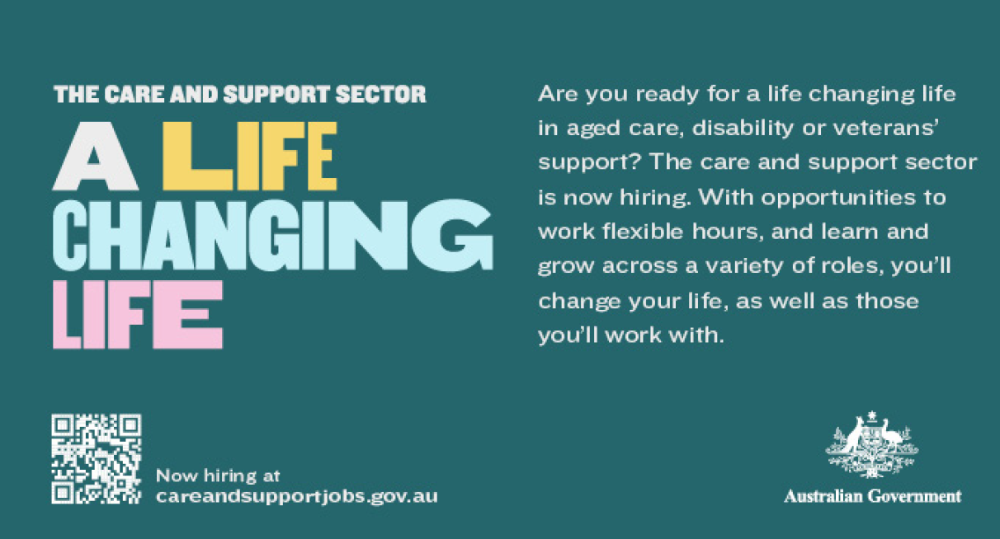 THE CARE AND SUPPORT SECTOR
A LIFE
CHANGING
LIFE
Are you ready for a life changing life
in aged care, disability or veterans’
support? The care and support sector
is now hiring. With opportunities to
work flexible hours, and learn and
grow across a variety of roles, you’ll
change your life, as well as those
you’ll work with.
Now hiring at
careandsupportjobs.gov.au
Australian Government